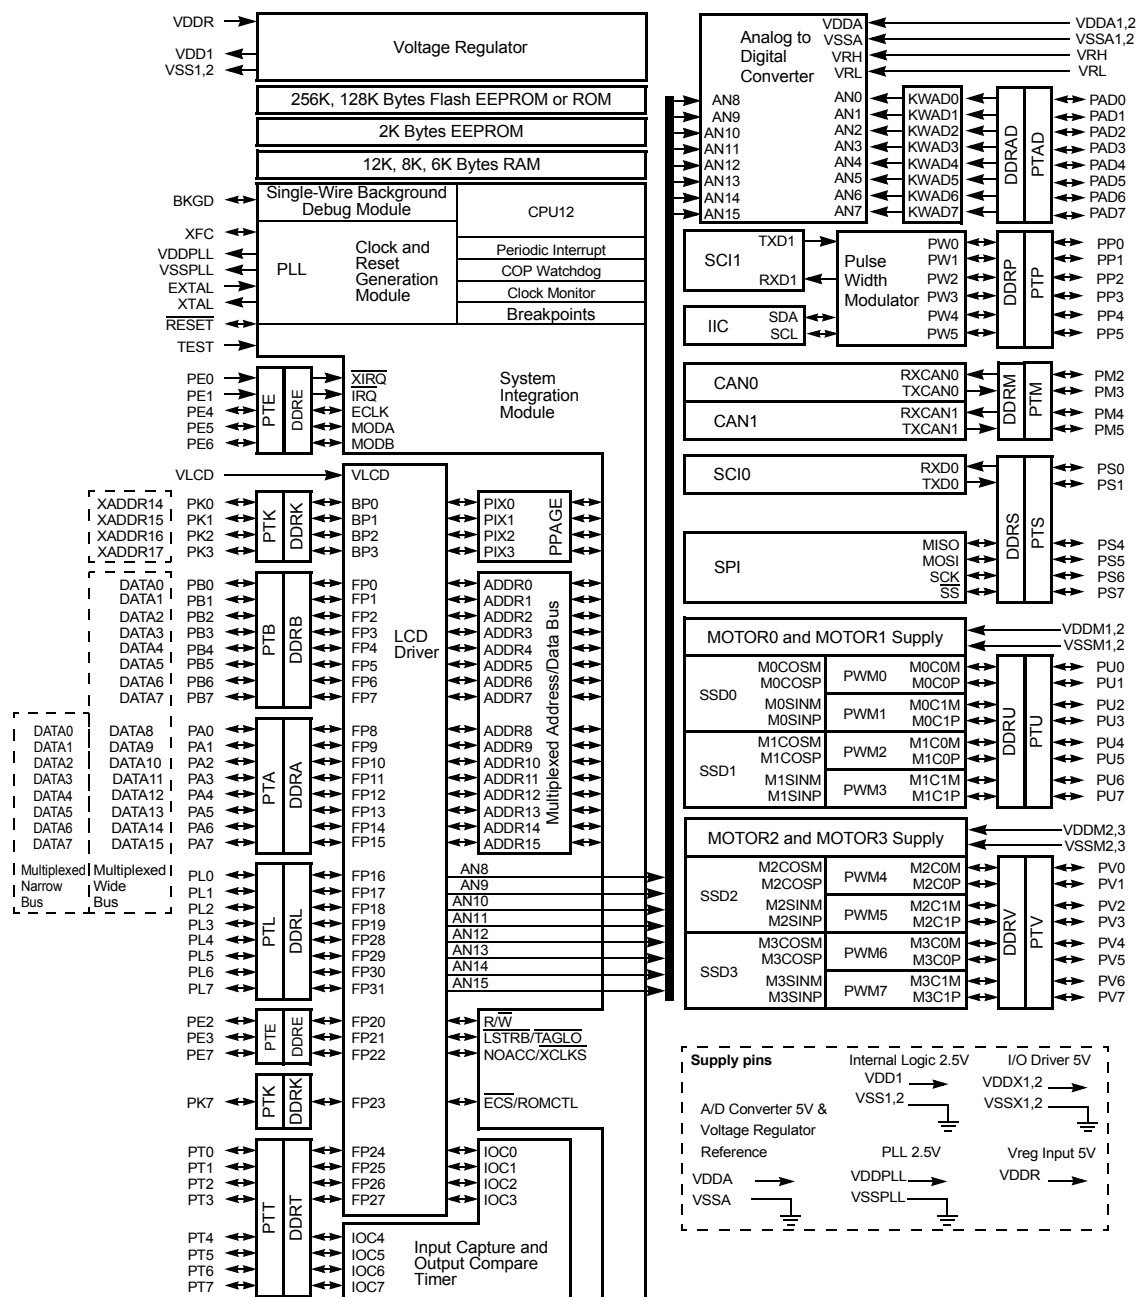 VDDR
VDD1
VSS1,2
Voltage Regulator
256K, 128K Bytes Flash EEPROM or ROM
2K Bytes EEPROM
12K, 8K, 6K Bytes RAM
BKGD
XFC
VDDPLL
VSSPLL
EXTAL
XTAL
RESET
TEST
Single-Wire Background
Debug Module
CPU12
PLL
Clock and
Reset
Generation
Module
Periodic Interrupt
COP Watchdog
Clock Monitor
Breakpoints
System
Integration
Module
PE0
PE1
PE4
PE5
PE6
PTE
DDRE
XIRQ
IRQ
ECLK
MODA
MODB
VLCD
VLCD
XADDR14
XADDR15
XADDR16
XADDR17
PK0
PK1
PK2
PK3
PTK
DDRK
BP0
BP1
BP2
BP3
PIX0
PIX1
PIX2
PIX3
PPAGE
DATA0
DATA1
DATA2
DATA3
DATA4
DATA5
DATA6
DATA7
PB0
PB1
PB2
PB3
PB4
PB5
PB6
PB7
PTB
DDRB
FP0
FP1
FP2
FP3
FP4
FP5
FP6
FP7
LCD
Driver
ADDR0
ADDR1
ADDR2
ADDR3
ADDR4
ADDR5
ADDR6
ADDR7
Multiplexed Address/Data Bus
DATA0
DATA1
DATA2
DATA3
DATA4
DATA5
DATA6
DATA7
Multiplexed
Narrow
Bus
DATA8
DATA9
DATA10
DATA11
DATA12
DATA13
DATA14
DATA15
Multiplexed
Wide
Bus
PA0
PA1
PA2
PA3
PA4
PA5
PA6
PA7
PTA
DDRA
FP8
FP9
FP10
FP11
FP12
FP13
FP14
FP15
ADDR8
ADDR9
ADDR10
ADDR11
ADDR12
ADDR13
ADDR14
ADDR15
PL0
PL1
PL2
PL3
PL4
PL5
PL6
PL7
PTL
DDRL
FP16
FP17
FP18
FP19
FP28
FP29
FP30
FP31
AN8
AN9
AN10
AN11
AN12
AN13
AN14
AN15
PE2
PE3
PE7
PTE
DDRE
FP20
FP21
FP22
R/W
LSTRB/TAGLO
NOACC/XCLKS
PK7
PTK
DDRK
FP23
ECS/ROMCTL
PT0
PT1
PT2
PT3
PT4
PT5
PT6
PT7
PTT
DDRT
FP24
FP25
FP26
FP27
IOC0
IOC1
IOC2
IOC3
IOC4
IOC5
IOC6
IOC7
Input Capture and
Output Compare
Timer
Analog to
Digital
Converter
VDDA
VSSA
VRH
VRL
VDDA1,2
VSSA1,2
VRH
VRL
AN8
AN9
AN10
AN11
AN12
AN13
AN14
AN15
AN0
AN1
AN2
AN3
AN4
AN5
AN6
AN7
KWAD0
KWAD1
KWAD2
KWAD3
KWAD4
KWAD5
KWAD6
KWAD7
DDRAD
PTAD
PAD0
PAD1
PAD2
PAD3
PAD4
PAD5
PAD6
PAD7
SCI1
TXD1
RXD1
IIC
SDA
SCL
Pulse
Width
Modulator
PW0
PW1
PW2
PW3
PW4
PW5
DDRP
PTP
PP0
PP1
PP2
PP3
PP4
PP5
CAN0
RXCAN0
TXCAN0
CAN1
RXCAN1
TXCAN1
DDRM
PTM
PM2
PM3
PM4
PM5
SCI0
RXD0
TXD0
SPI
MISO
MOSI
SCK
SS
DDRS
PTS
PS0
PS1
PS4
PS5
PS6
PS7
MOTOR0 and MOTOR1 Supply
VDDM1,2
VSSM1,2
SSD0
M0COSM
M0COSP
M0SINM
M0SINP
PWM0
PWM1
M0C0M
M0C0P
M0C1M
M0C1P
SSD1
M1COSM
M1COSP
M1SINM
M1SINP
PWM2
PWM3
M1C0M
M1C0P
M1C1M
M1C1P
DDRU
PTU
PU0
PU1
PU2
PU3
PU4
PU5
PU6
PU7
MOTOR2 and MOTOR3 Supply
VDDM2,3
VSSM2,3
SSD2
M2COSM
M2COSP
M2SINM
M2SINP
PWM4
PWM5
M2C0M
M2C0P
M2C1M
M2C1P
SSD3
M3COSM
M3COSP
M3SINM
M3SINP
PWM6
PWM7
M3C0M
M3C0P
M3C1M
M3C1P
DDRV
PTV
PV0
PV1
PV2
PV3
PV4
PV5
PV6
PV7
Supply pins
Internal Logic 2.5V
VDD1
VSS1,2
I/O Driver 5V
VDDX1,2
VSSX1,2
A/D Converter 5V &
Voltage Regulator
Reference
VDDA
VSSA
PLL 2.5V
VDDPLL
VSSPLL
Vreg Input 5V
VDDR